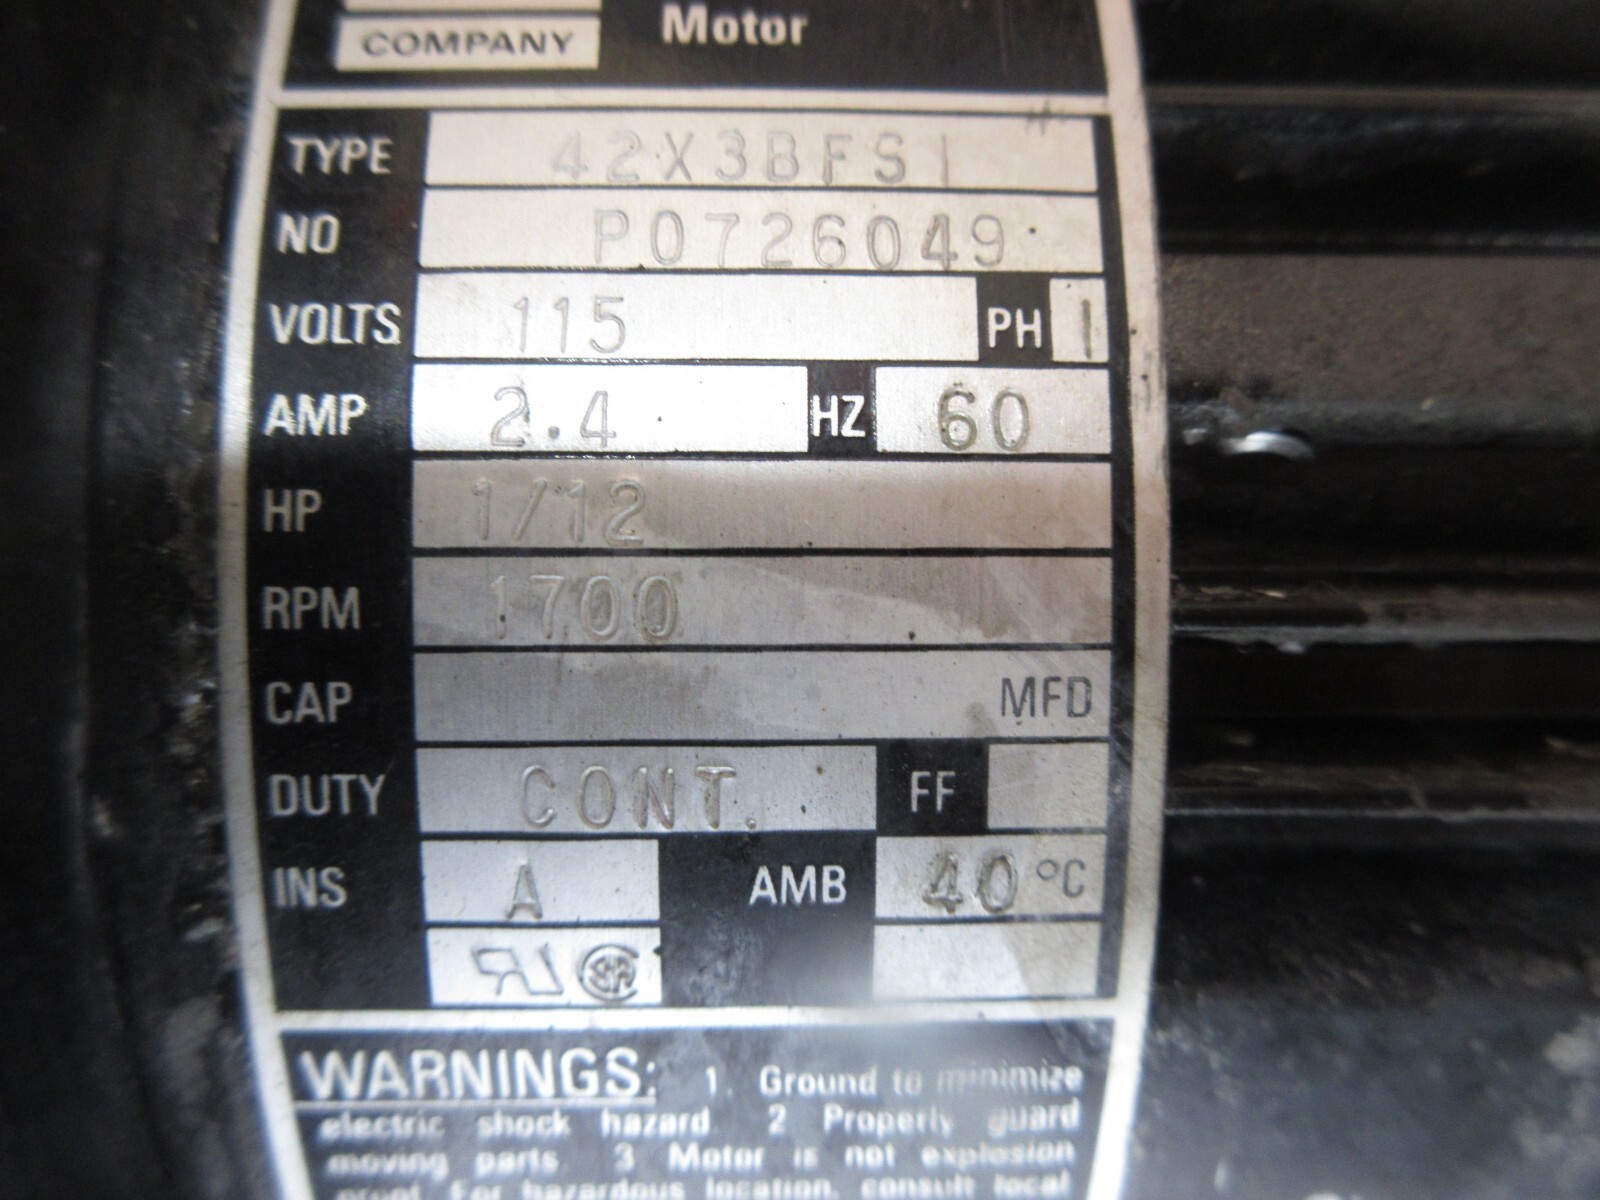 COMPANY Motor
TYPE 42X3BFSI
NO P0726049
VOLTS 115 PH 1
AMP 2.4 HZ 60
HP 1/12
RPM 1700
CAP MFD
DUTY CONT. FF
INS A AMB 40 °C
WARNINGS: 1. Ground to minimize
electric shock hazard 2 Properly guard
moving parts 3 Motor is not explosion
proof. For hazardous location, consult local